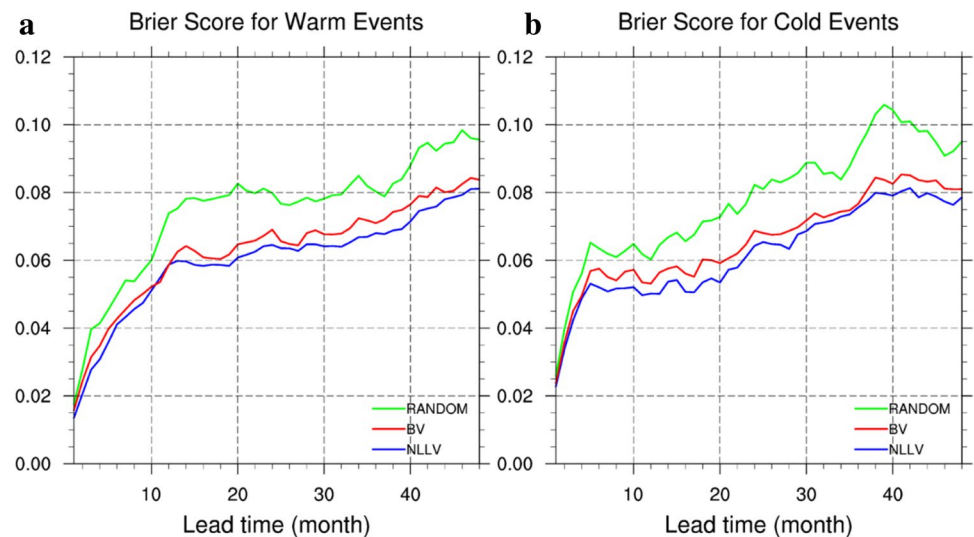 a Brier Score for Warm Events
0.12
0.10
0.08
0.06
0.04
0.02
0.00
10 20 30 40
Lead time (month)
RANDOM
BV
NLLV
b Brier Score for Cold Events
0.12
0.10
0.08
0.06
0.04
0.02
0.00
10 20 30 40
Lead time (month)
RANDOM
BV
NLLV